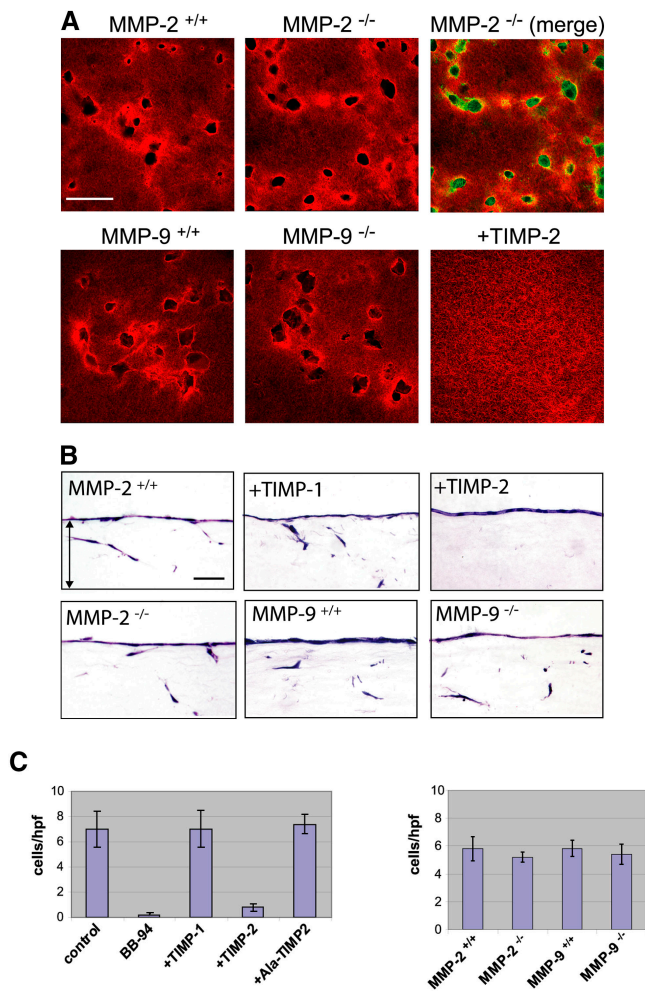 A
MMP-2 +/+ MMP-2 -/- MMP-2 -/- (merge)
MMP-9 +/+ MMP-9 -/- +TIMP-2
B
MMP-2 +/+ +TIMP-1 +TIMP-2
MMP-2 -/- MMP-9 +/+ MMP-9 -/-
C
10
8
6
4
2
0
cells/hpf
control BB-94 +TIMP-1 +TIMP-2 +Ala-TIMP2
10
8
6
4
2
0
cells/hpf
MMP-2 +/+ MMP-2 -/- MMP-9 +/+ MMP-9 -/-